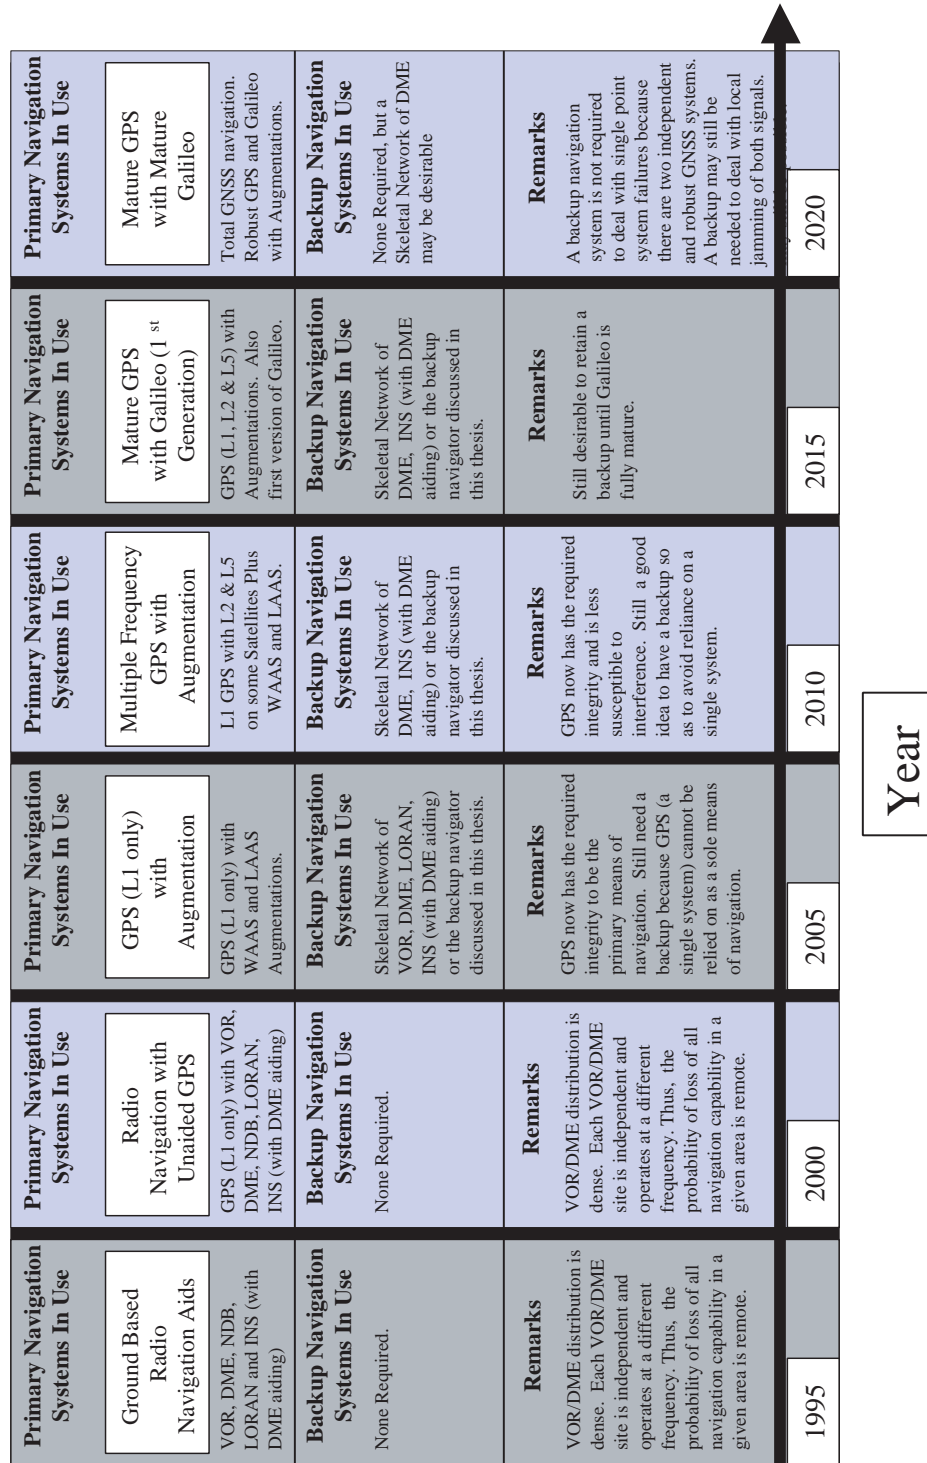 Primary Navigation
Systems In Use
Ground Based
Radio
Navigation Aids
VOR, DME, NDB,
LORAN and INS (with
DME aiding)
Backup Navigation
Systems In Use
None Required.
Remarks
VOR/DME distribution is
dense. Each VOR/DME
site is independent and
operates at a different
frequency. Thus, the
probability of loss of all
navigation capability in a
given area is remote.
1995
Primary Navigation
Systems In Use
Radio
Navigation with
Unaided GPS
GPS (L1 only) with VOR,
DME, NDB, LORAN,
INS (with DME aiding)
Backup Navigation
Systems In Use
None Required.
Remarks
VOR/DME distribution is
dense. Each VOR/DME
site is independent and
operates at a different
frequency. Thus, the
probability of loss of all
navigation capability in a
given area is remote.
2000
Primary Navigation
Systems In Use
GPS (L1 only)
with
Augmentation
GPS (L1 only) with
WAAS and LAAS
Augmentations.
Backup Navigation
Systems In Use
Skeletal Network of
VOR, DME, LORAN,
INS (with DME aiding)
or the backup navigator
discussed in this thesis.
Remarks
GPS now has the required
integrity to be the
primary means of
navigation. Still need a
backup because GPS (a
single system) cannot be
relied on as a sole means
of navigation.
2005
Primary Navigation
Systems In Use
Multiple Frequency
GPS with
Augmentation
L1 GPS with L2 & L5
on some Satellites Plus
WAAS and LAAS.
Backup Navigation
Systems In Use
Skeletal Network of
DME, INS (with DME
aiding) or the backup
navigator discussed in
this thesis.
Remarks
GPS now has the required
integrity and is less
susceptible to
interference. Still a good
idea to have a backup so
as to avoid reliance on a
single system.
2010
Primary Navigation
Systems In Use
Mature GPS
with Galileo (1 st
Generation)
GPS (L1, L2 & L5) with
Augmentations. Also
first version of Galileo.
Backup Navigation
Systems In Use
Skeletal Network of
DME, INS (with DME
aiding) or the backup
navigator discussed in
this thesis.
Remarks
Still desirable to retain a
backup until Galileo is
fully mature.
2015
Primary Navigation
Systems In Use
Mature GPS
with Mature
Galileo
Total GNSS navigation.
Robust GPS and Galileo
with Augmentations.
Backup Navigation
Systems In Use
None Required, but a
Skeletal Network of DME
may be desirable
Remarks
A backup navigation
system is not required
to deal with single point
system failures because
there are two independent
and robust GNSS systems.
A backup may still be
needed to deal with local
jamming of both signals.
2020
Year